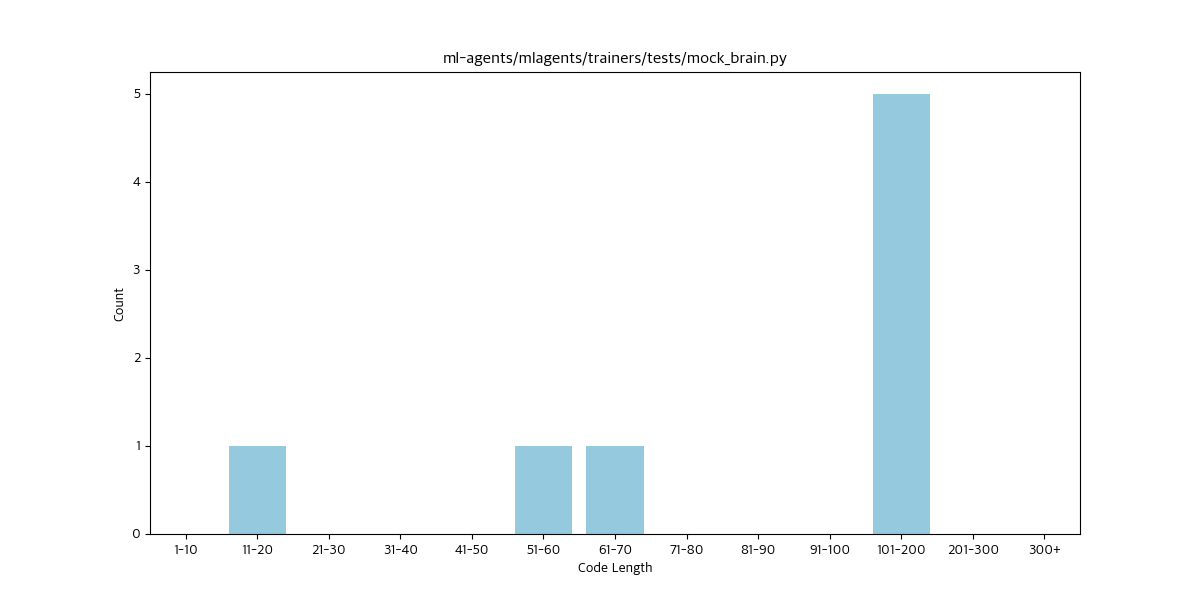 ml-agents/mlagents/trainers/tests/mock_brain.py
5
4
3
2
1
0
Count
1-10 11-20 21-30 31-40 41-50 51-60 61-70 71-80 81-90 91-100 101-200 201-300 300+
Code Length